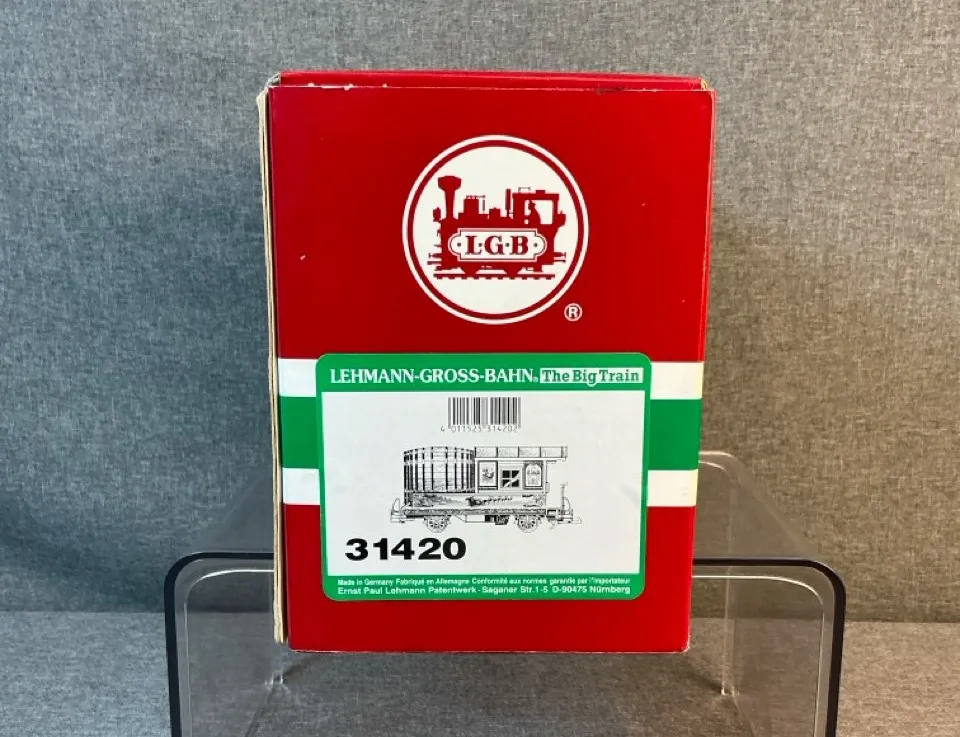 L·G·B
®
LEHMANN-GROSS-BAHN® The Big Train
4 011525 314202
31420
Made in Germany Fabriqué en Allemagne Conformité aux normes garantie par l'importateur
Ernst Paul Lehmann Patentwerk · Saganer Str.1-5 D-90475 Nürnberg